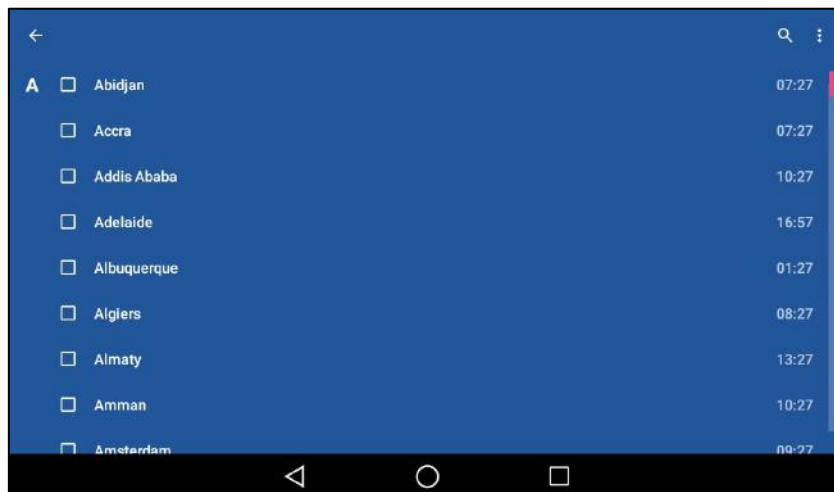 A Abidjan 07:27
Accra 07:27
Addis Ababa 10:27
Adelaide 16:57
Albuquerque 01:27
Algiers 08:27
Almaty 13:27
Amman 10:27
Amsterdam 09:27